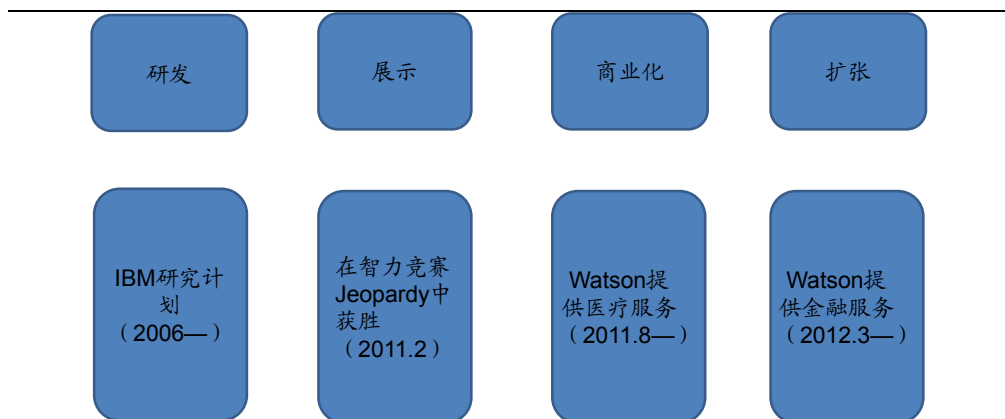 研发
展示
商业化
扩张
IBM研究计
划
（2006—）
在智力竞赛
Jeopardy中
获胜
（2011.2）
Watson提
供医疗服务
（2011.8—）
Watson提
供金融服务
（2012.3—）